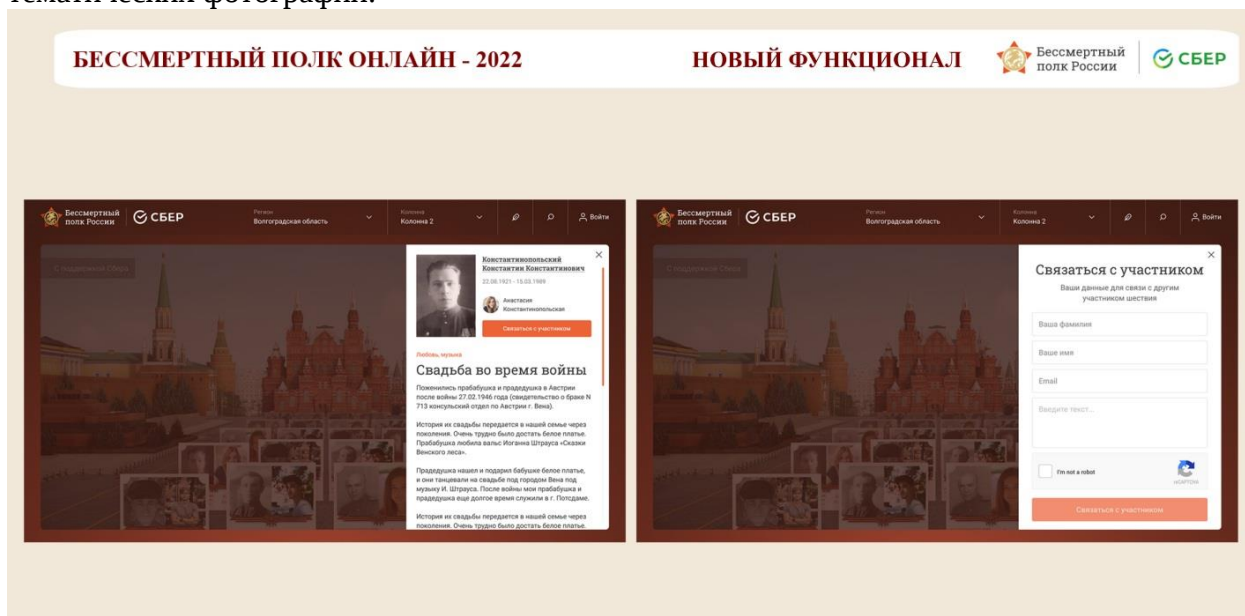 тематических фотографий.
БЕССМЕРТНЫЙ ПОЛК ОНЛАЙН - 2022
НОВЫЙ ФУНКЦИОНАЛ
Бессмертный
полк России
СБЕР
Бессмертный
полк России
СБЕР
Регион
Волгоградская область
Колонна
Колонна 2
Войти
С поддержкой Сбера
Константинопольский
Константин Константинович
22.08.1921 - 15.03.1989
Анастасия
Константинопольская
Связаться с участником
Любовь, музыка
Свадьба во время войны
Поженились прабабушка и прадедушка в Австрии
после войны 27.02.1946 года (свидетельство о браке N
713 консульский отдел по Австрии г. Вена).
История их свадьбы передается в нашей семье через
поколения. Очень трудно было достать белое платье.
Прабабушка любила вальс Иоганна Штрауса «Сказки
Венского леса».
Прадедушка нашел и подарил бабушке белое платье,
и они танцевали на свадьбе под городом Вена под
музыку И. Штрауса. После войны мои прабабушка и
прадедушка еще долгое время служили в г. Потсдаме.
История их свадьбы передается в нашей семье через
поколения. Очень трудно было достать белое платье.
Бессмертный
полк России
СБЕР
Регион
Волгоградская область
Колонна
Колонна 2
Войти
С поддержкой Сбера
Связаться с участником
Ваши данные для связи с другим
участником шествия
Ваша фамилия
Ваше имя
Email
Введите текст...
I'm not a robot
reCAPTCHA
Связаться с участником